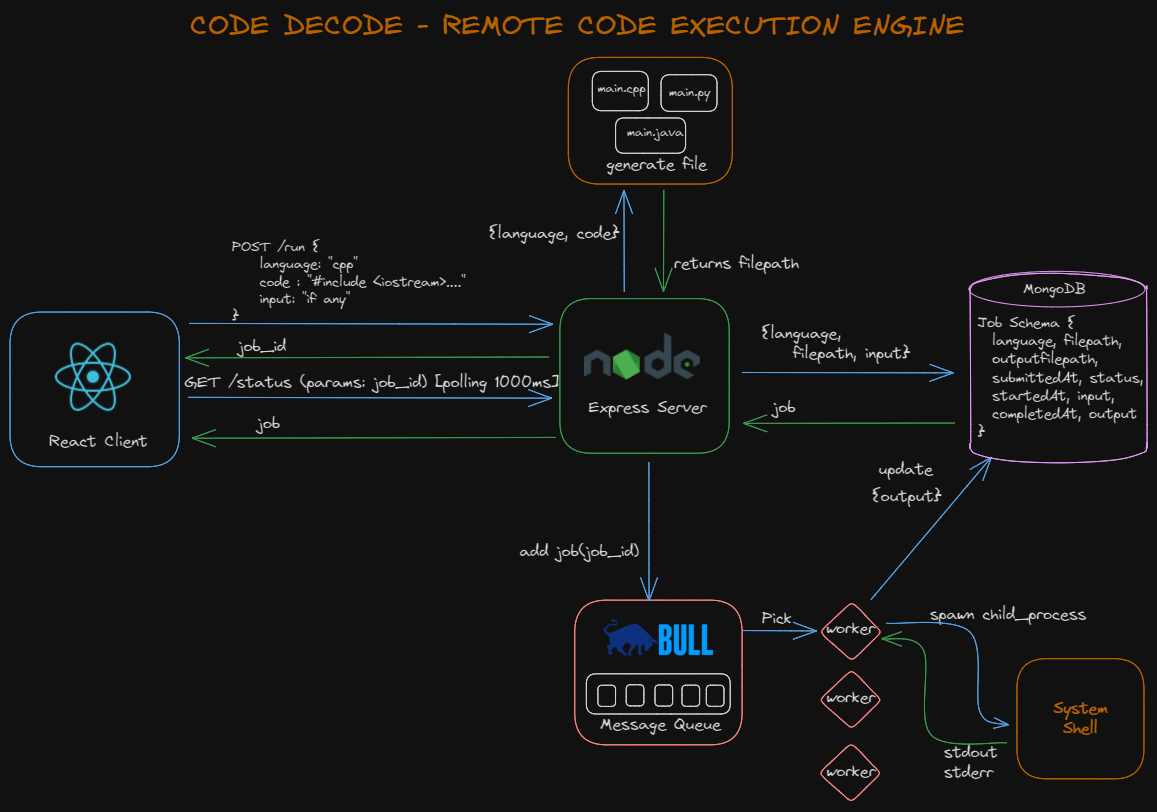 CODE DECODE - REMOTE CODE EXECUTION ENGINE
main.cpp
main.py
main.java
generate file
{language, code}
returns filepath
POST /run {
language: "cpp"
code : "#include <iostream>...."
input: "if any"
}
job_id
GET /status (params: job_id) [polling 1000ms]
job
React Client
node
Express Server
{language,
filepath, input}
job
MongoDB
Job Schema {
language, filepath,
outputfilepath,
submittedAt, status,
startedAt, input,
completedAt, output
}
update
{output}
add job(job_id)
BULL
Message Queue
Pick
worker
worker
worker
spawn child_process
System
Shell
stdout
stderr